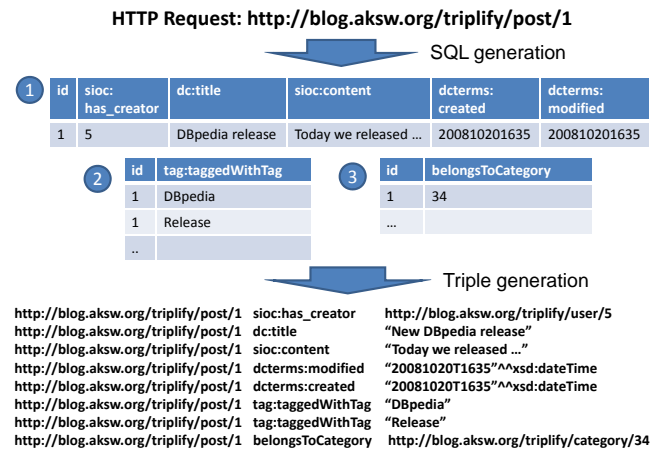 HTTP Request: http://blog.aksw.org/triplify/post/1
SQL generation
1
id sioc: has_creator dc:title sioc:content dcterms: created dcterms: modified
1 5 DBpedia release Today we released … 200810201635 200810201635
2
id tag:taggedWithTag
1 DBpedia
1 Release
..
3
id belongsToCategory
1 34
…
Triple generation
http://blog.aksw.org/triplify/post/1 sioc:has_creator http://blog.aksw.org/triplify/user/5
http://blog.aksw.org/triplify/post/1 dc:title “New DBpedia release”
http://blog.aksw.org/triplify/post/1 sioc:content “Today we released …”
http://blog.aksw.org/triplify/post/1 dcterms:modified “20081020T1635”^^xsd:dateTime
http://blog.aksw.org/triplify/post/1 dcterms:created “20081020T1635”^^xsd:dateTime
http://blog.aksw.org/triplify/post/1 tag:taggedWithTag “DBpedia”
http://blog.aksw.org/triplify/post/1 tag:taggedWithTag “Release”
http://blog.aksw.org/triplify/post/1 belongsToCategory http://blog.aksw.org/triplify/category/34